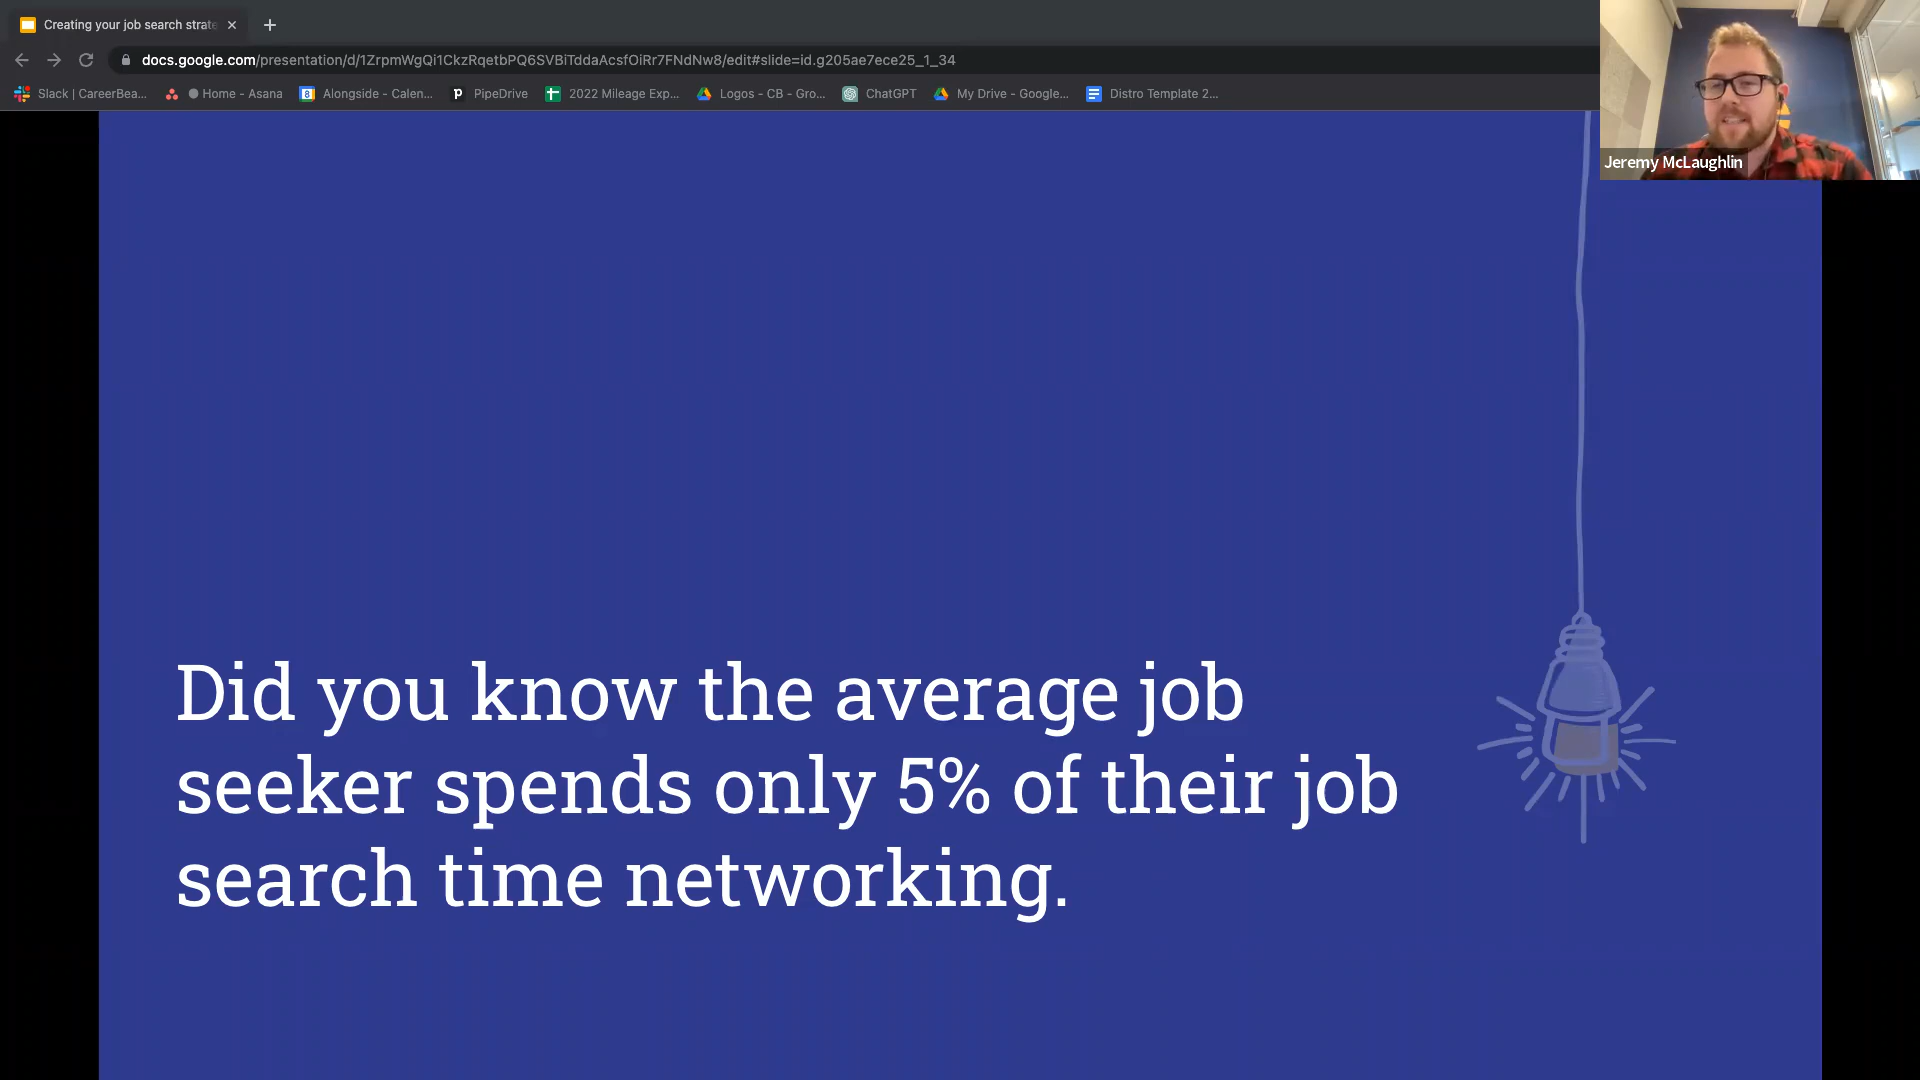 Creating your job search strate
docs.google.com/presentation/d/1ZrpmWgQi1CkzRqetbPQ6SVBiTddaAcsfOiRr7FNdNw8/edit#slide=id.g205ae7ece25_1_34
Slack | CareerBea... Home - Asana 8 Alongside - Calen... p PipeDrive 2022 Mileage Exp... Logos - CB - Gro... ChatGPT My Drive - Google... Distro Template 2...
Jeremy McLaughlin
Did you know the average job
seeker spends only 5% of their job
search time networking.